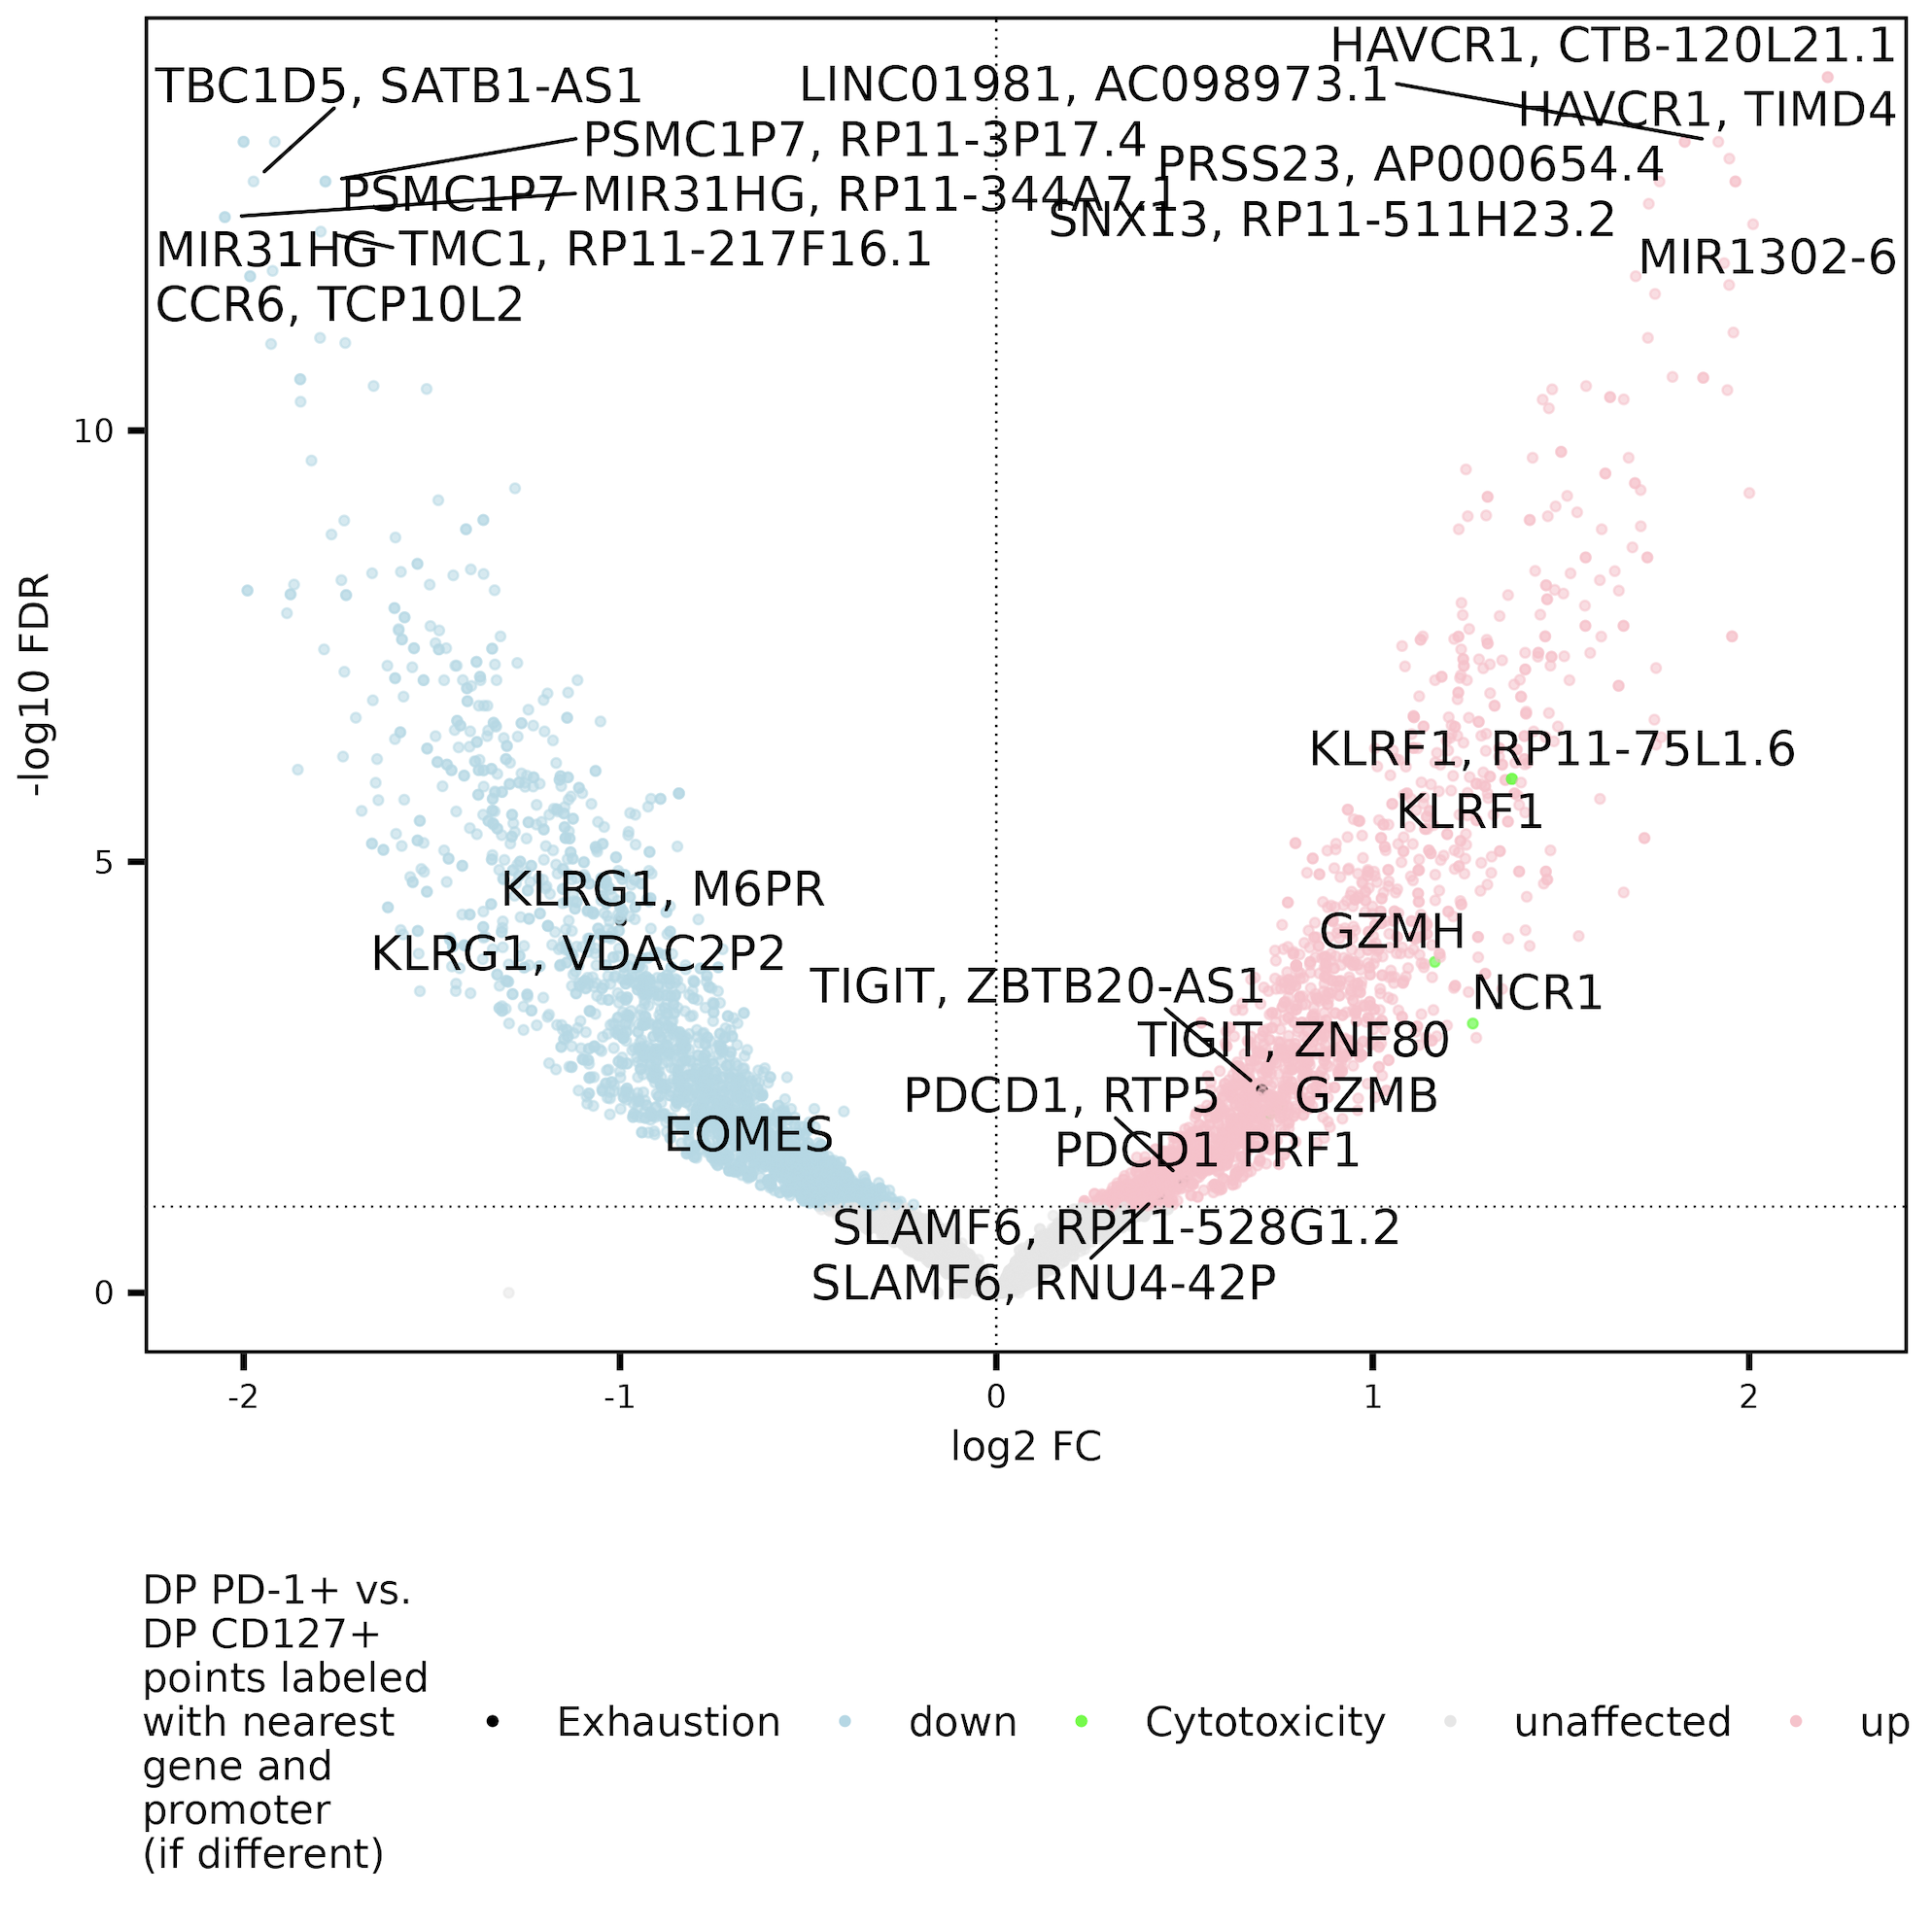 HAVCR1, CTB-120L21.1
TBC1D5, SATB1-AS1
LINC01981, AC098973.1
HAVCR1, TIMD4
PSMC1P7, RP11-3P17.4
PRSS23, AP000654.4
PSMC1P7
MIR31HG, RP11-344A7.1
SNX13, RP11-511H23.2
MIR31HG
TMC1, RP11-217F16.1
MIR1302-6
CCR6, TCP10L2
10
-log10 FDR
KLRF1, RP11-75L1.6
KLRF1
5
KLRG1, M6PR
GZMH
KLRG1, VDAC2P2
TIGIT, ZBTB20-AS1
NCR1
TIGIT, ZNF80
PDCD1, RTP5
GZMB
EOMES
PDCD1
PRF1
SLAMF6, RP11-528G1.2
SLAMF6, RNU4-42P
0
-2
-1
0
1
2
log2 FC
DP PD-1+ vs.
DP CD127+
points labeled
with nearest
gene and
promoter
(if different)
Exhaustion
down
Cytotoxicity
unaffected
up